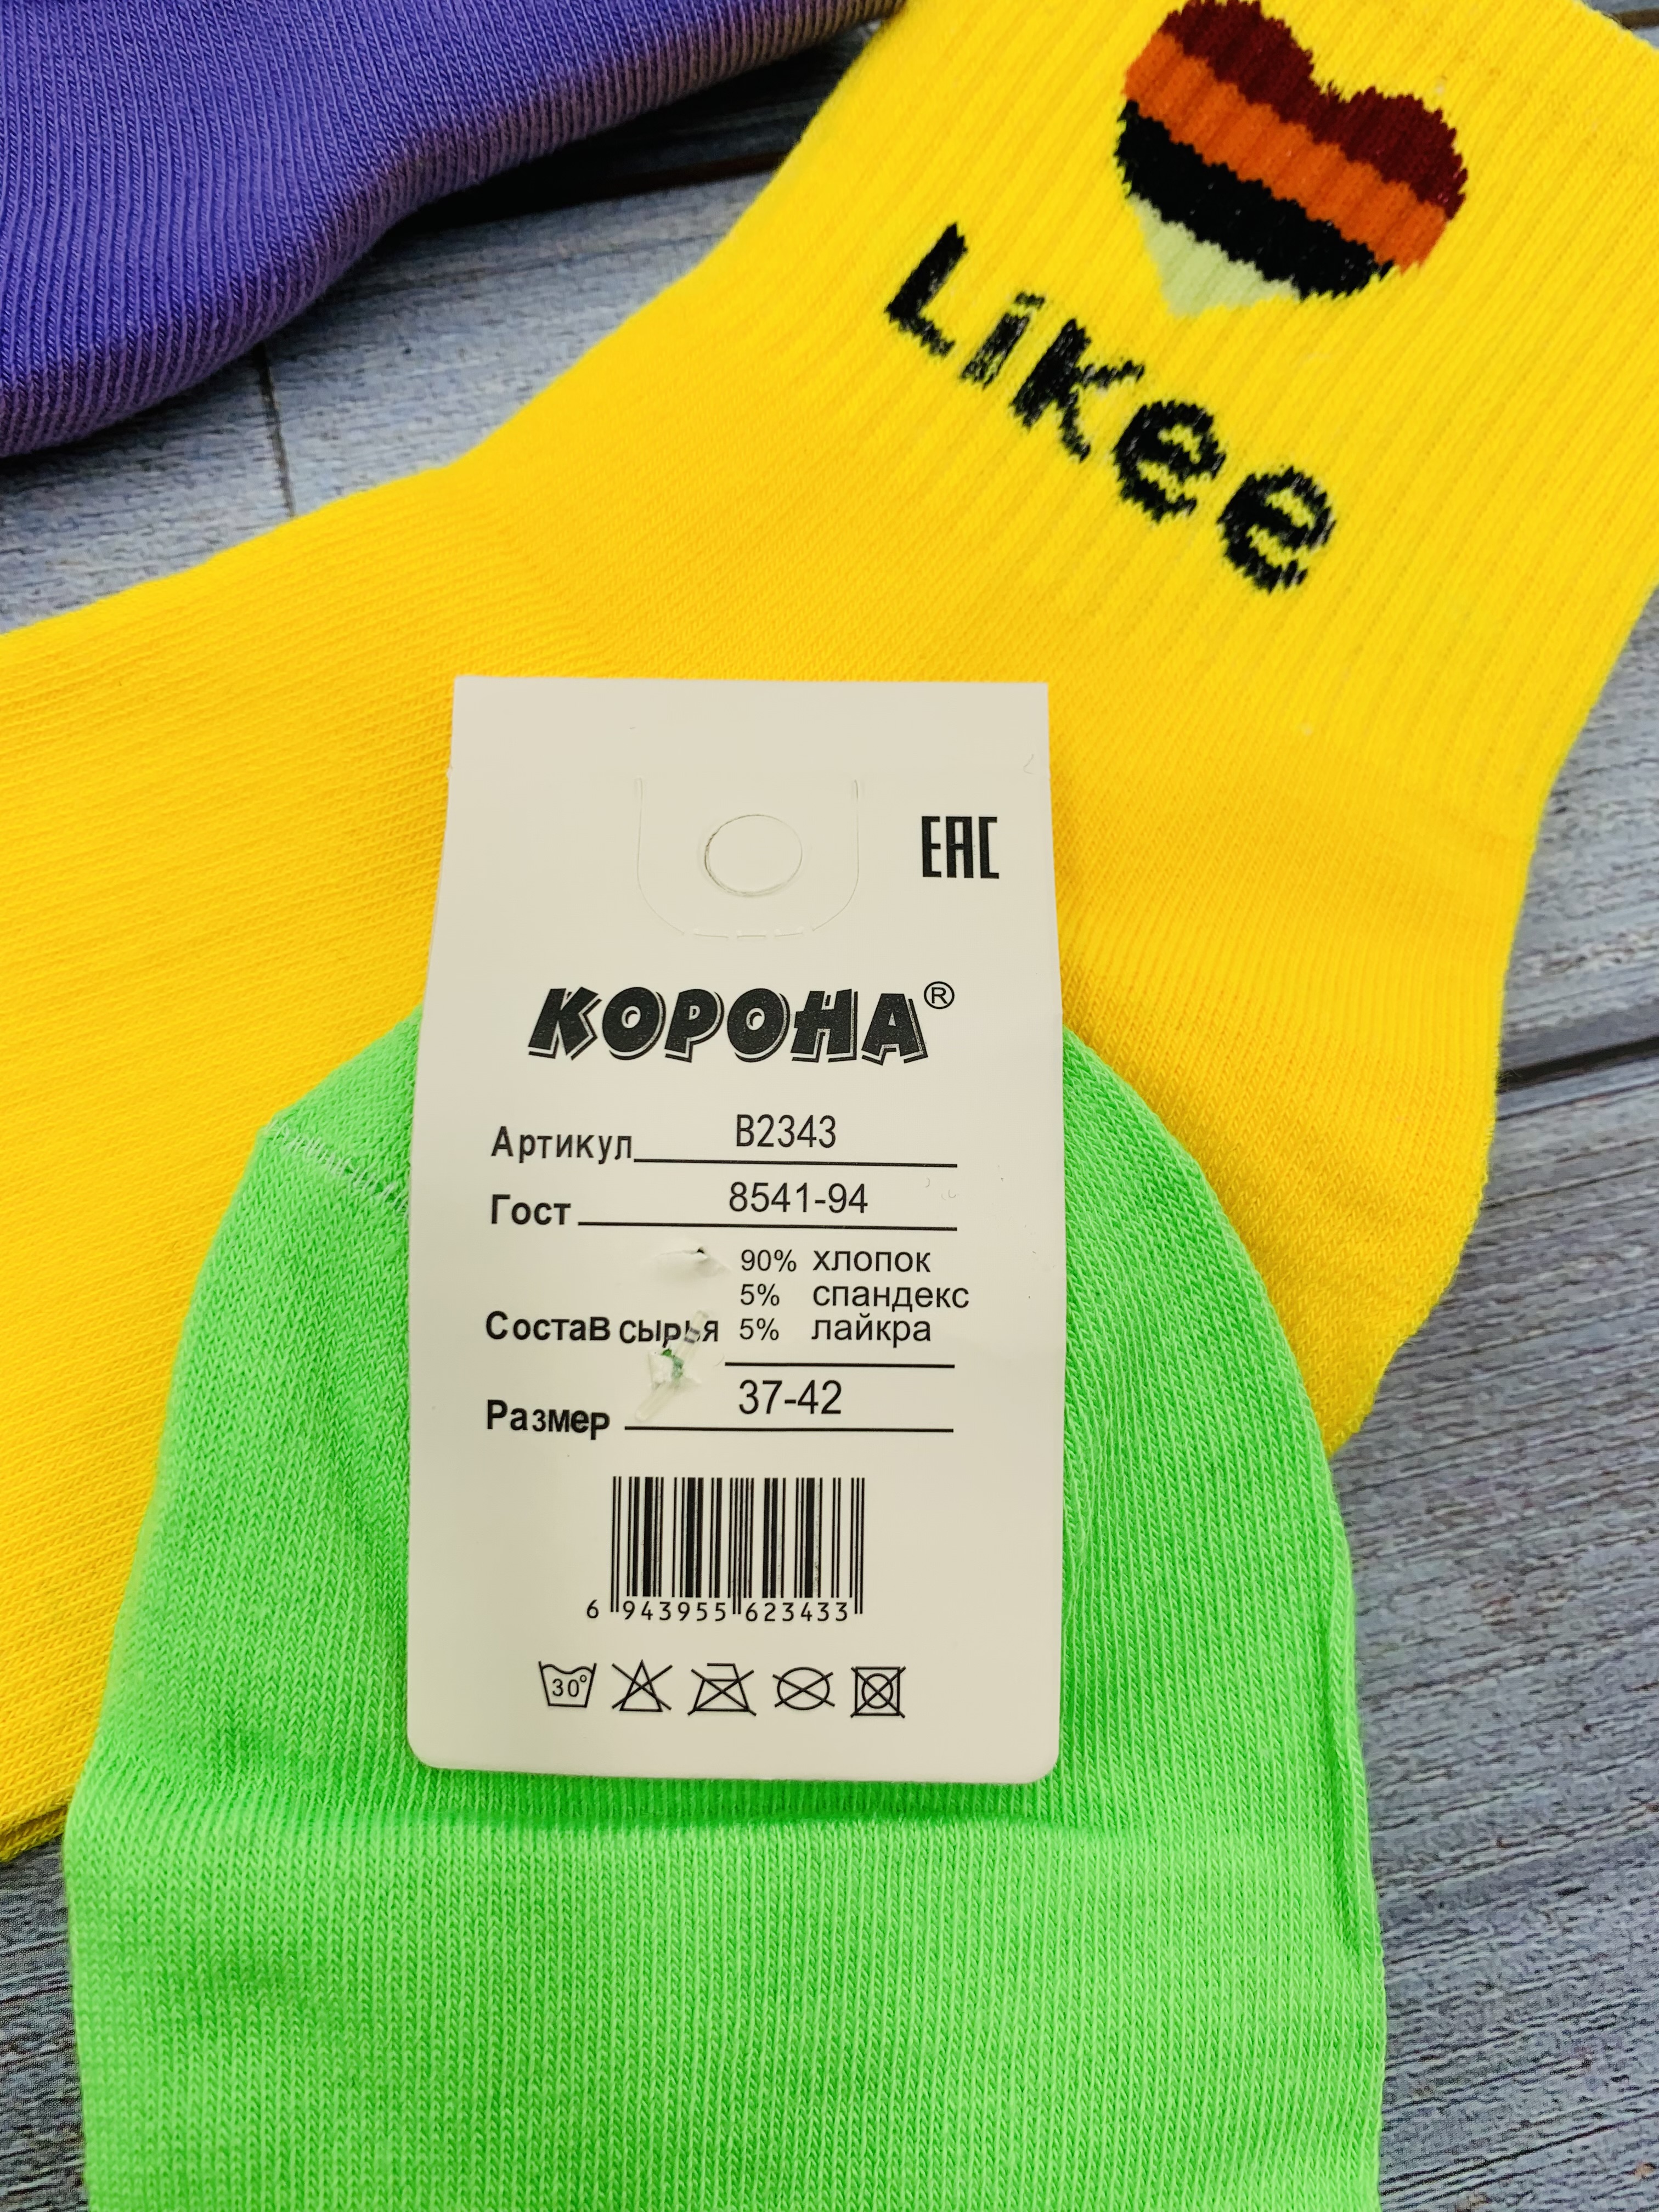 Likee
EAC
КОРОНА®
Артикул B2343
Гост 8541-94
90% хлопок
5% спандекс
Состав сырья 5% лайкра
Размер 37-42
6 943955 623433
30°